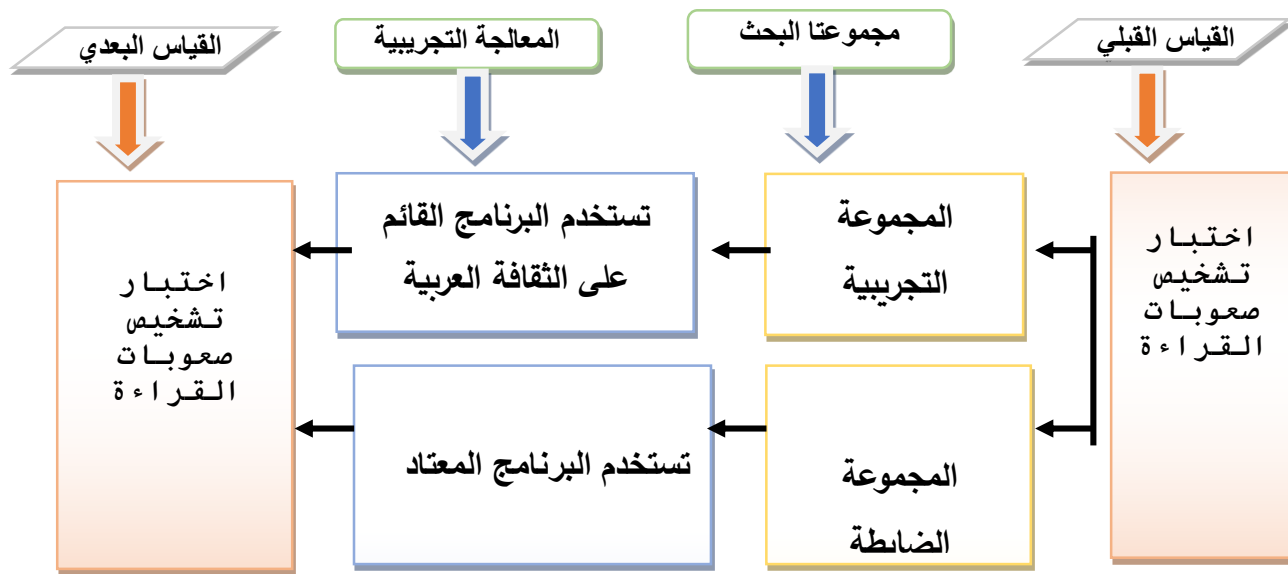 القياس القبلي
مجموعتا البحث
المعالجة التجريبية
القياس البعدي
اختبار
تشخيص
صعوبات
القراءة
المجموعة
التجريبية
تستخدم البرنامج القائم
على الثقافة العربية
المجموعة
الضابطة
تستخدم البرنامج المعتاد
اختبار
تشخيص
صعوبات
القراءة